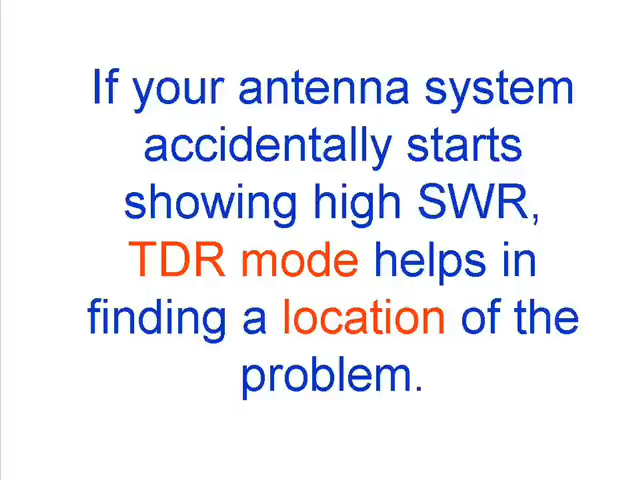 If your antenna system
accidentally starts
showing high SWR,
TDR mode helps in
finding a location of the
problem.